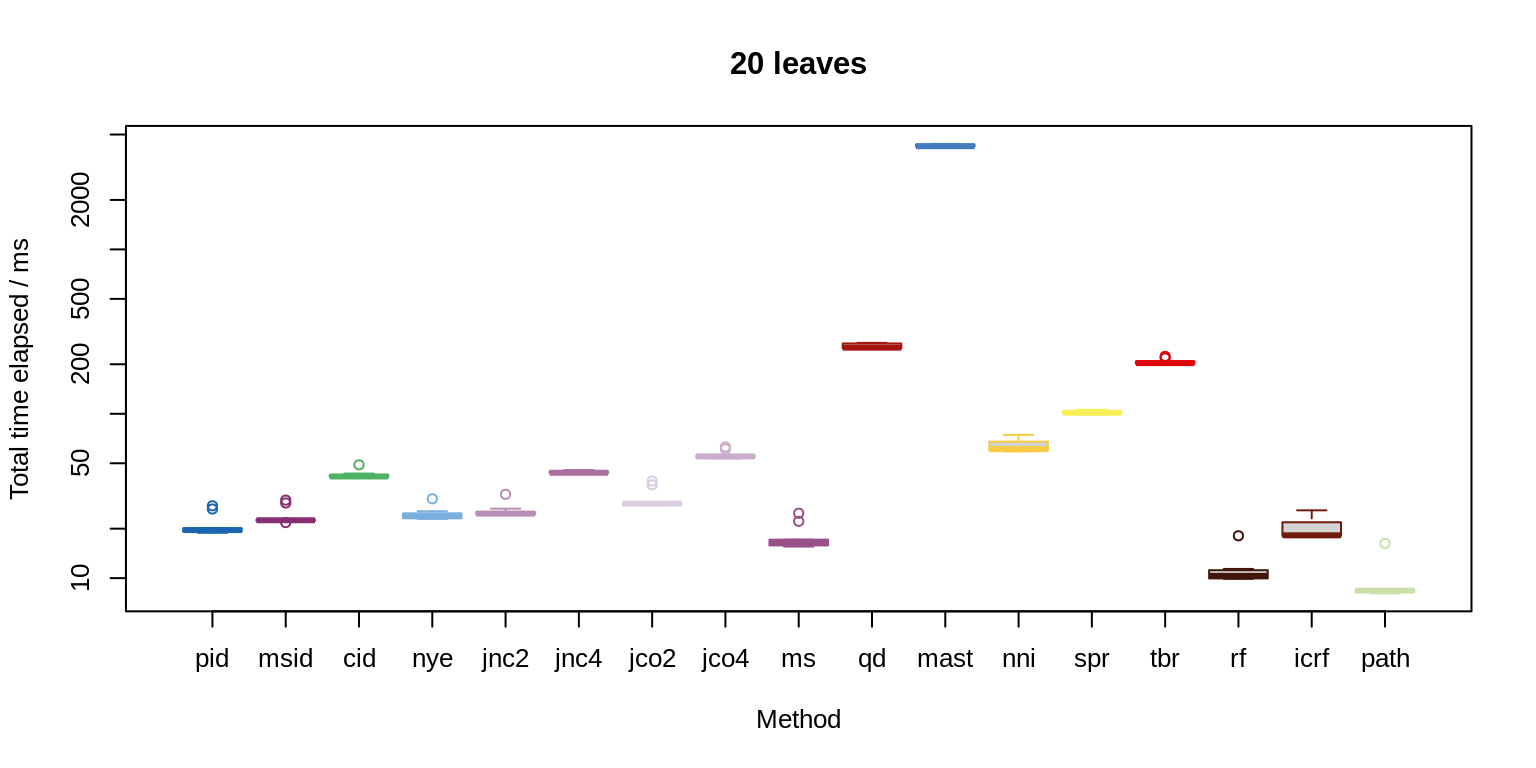 20 leaves
Total time elapsed / ms
2000
500
200
50
10
pid msid cid nye jnc2 jnc4 jco2 jco4 ms qd mast nni spr tbr rf icrf path
Method